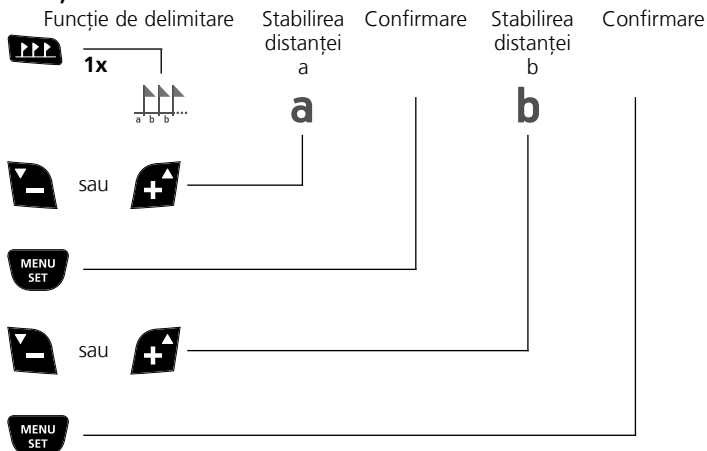 Funcție de delimitare
Stabilirea
distanței
a
Confirmare
Stabilirea
distanței
b
Confirmare
1x
a b b
a
b
sau
MENU
SET
sau
MENU
SET